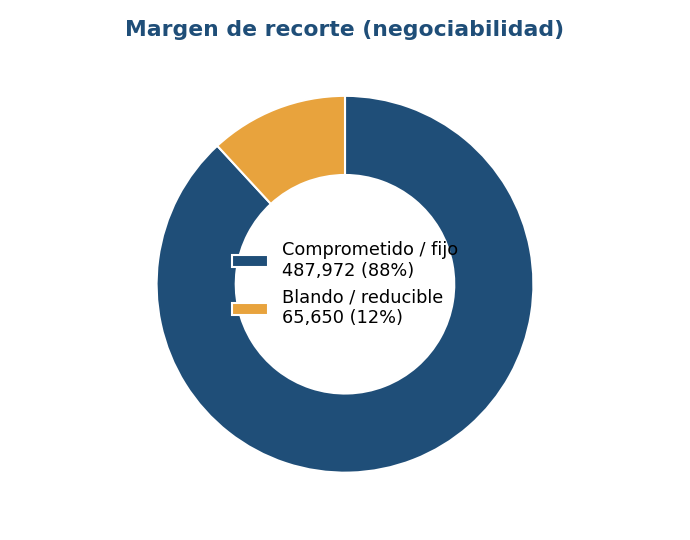 Margen de recorte (negociabilidad)
Comprometido / fijo
487,972 (88%)
Blando / reducible
65,650 (12%)